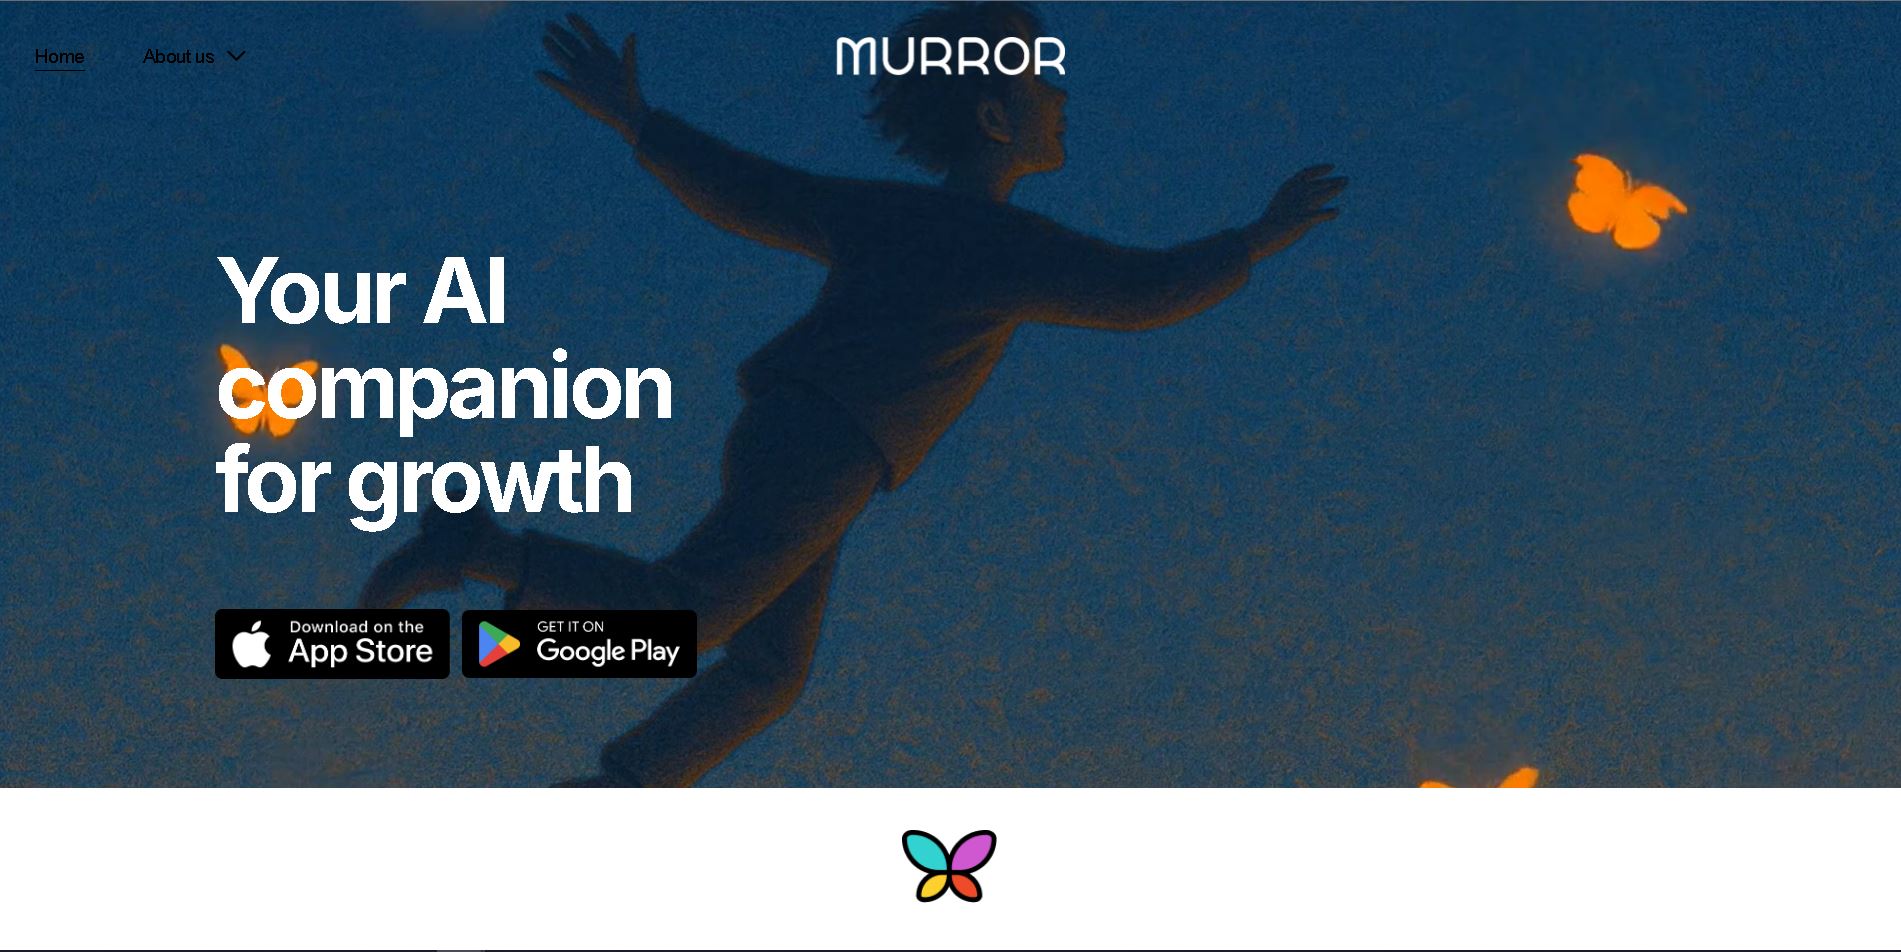 Home
About us
MURROR
Your AI
companion
for growth
Download on the
App Store
GET IT ON
Google Play